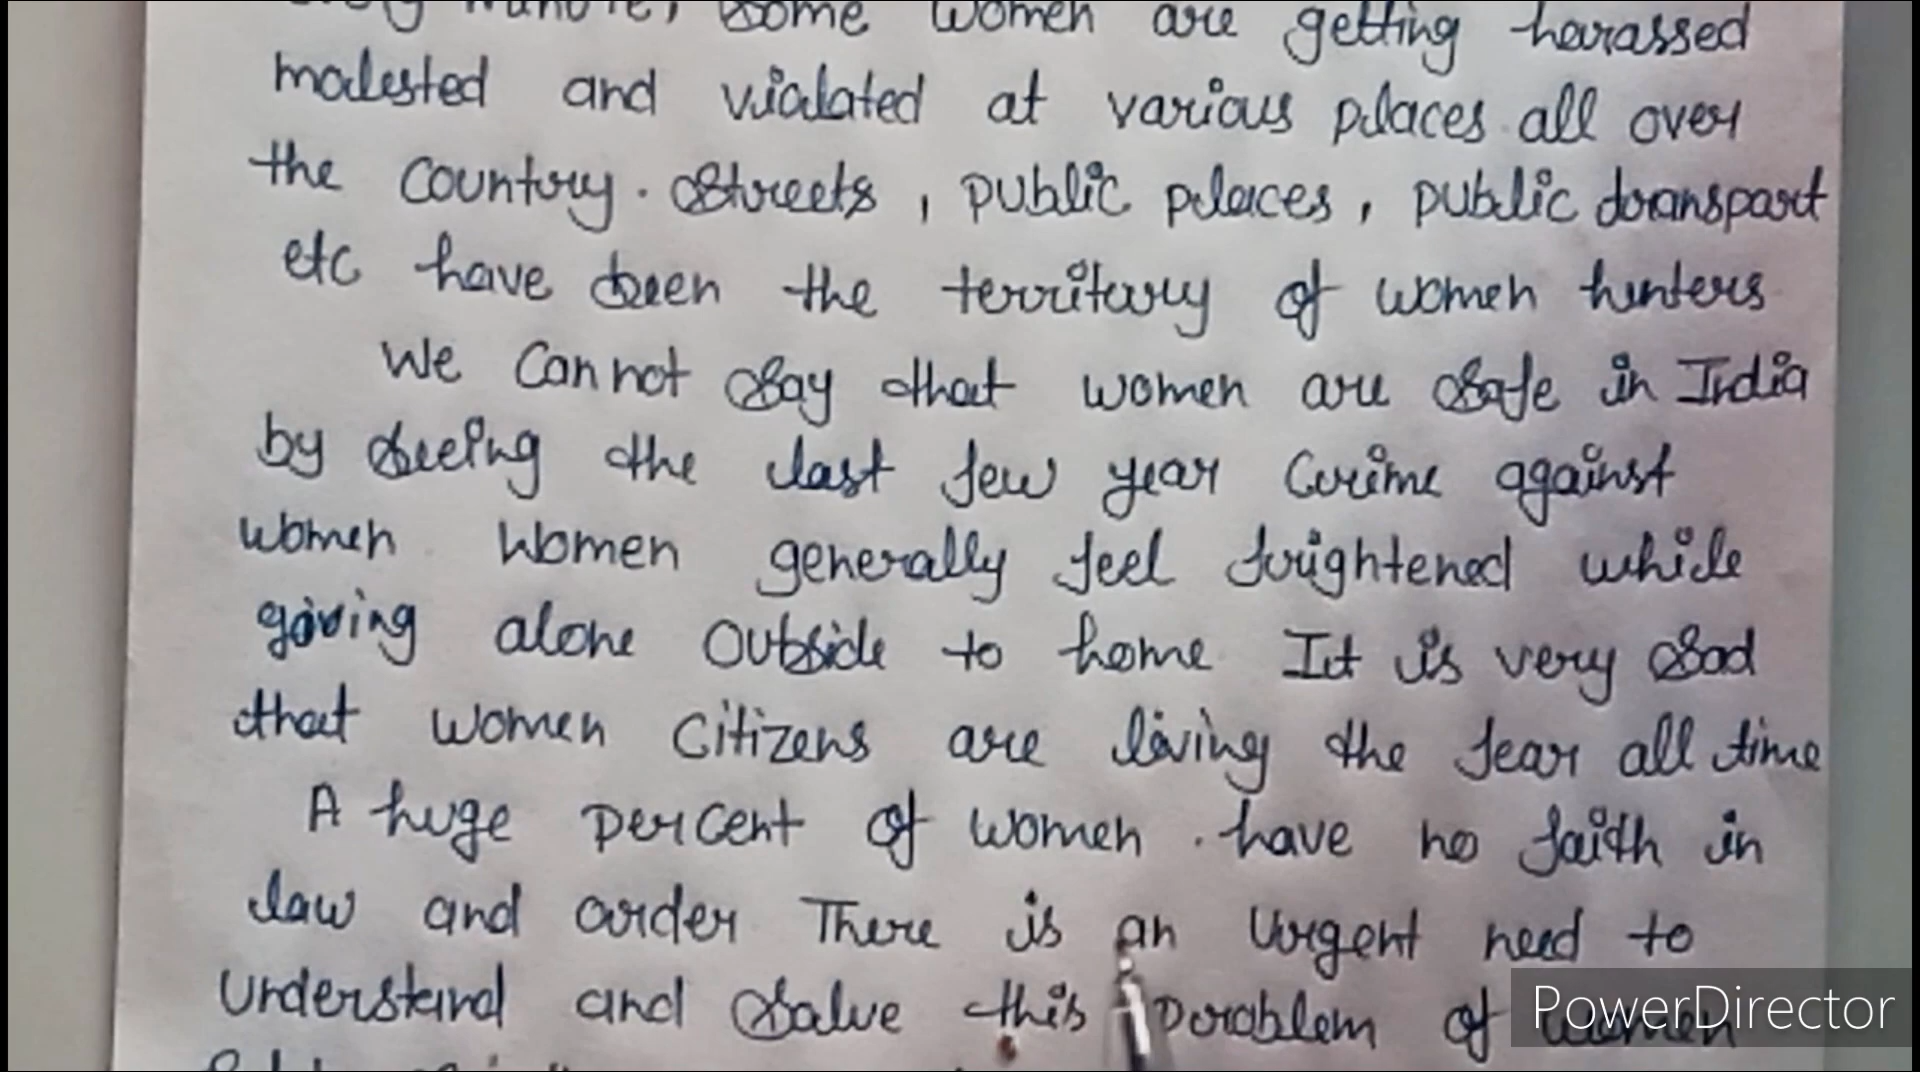 every minute, some women are getting harassed
molested and violated at various places all over
the country. Streets, public places, public transport
etc have been the territory of women hunters
We Cannot Say that women are Safe in India
by seeing the last few year Crime against
women Women generally feel frightened while
going alone Outside to home It is very Sad
that women Citizens are living the fear all time
A huge percent of women . have no faith in
law and order There is an Urgent need to
Understand and Solve this problem of women
PowerDirector